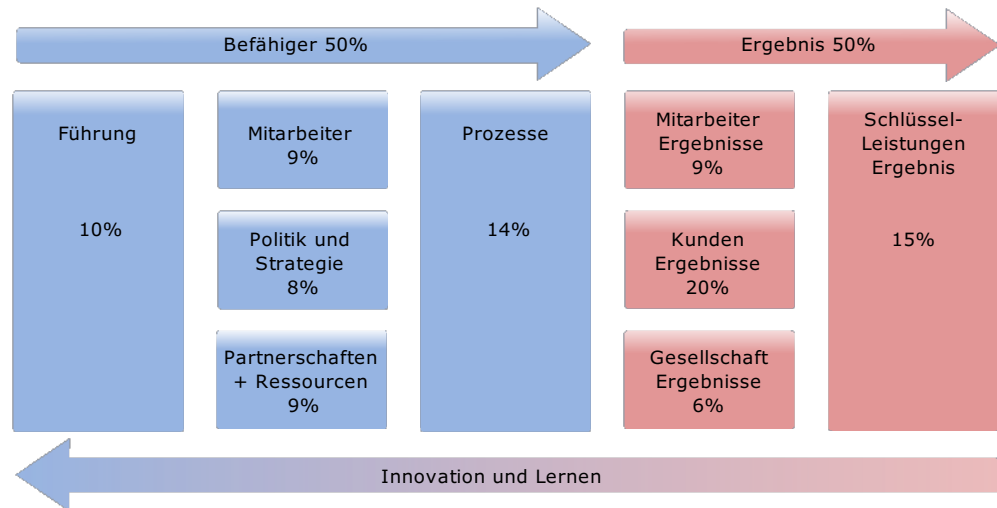 Befähiger 50%
Ergebnis 50%
Führung
10%
Mitarbeiter
9%
Politik und
Strategie
8%
Partnerschaften
+ Ressourcen
9%
Prozesse
14%
Mitarbeiter
Ergebnisse
9%
Kunden
Ergebnisse
20%
Gesellschaft
Ergebnisse
6%
Schlüssel-
Leistungen
Ergebnis
15%
Innovation und Lernen